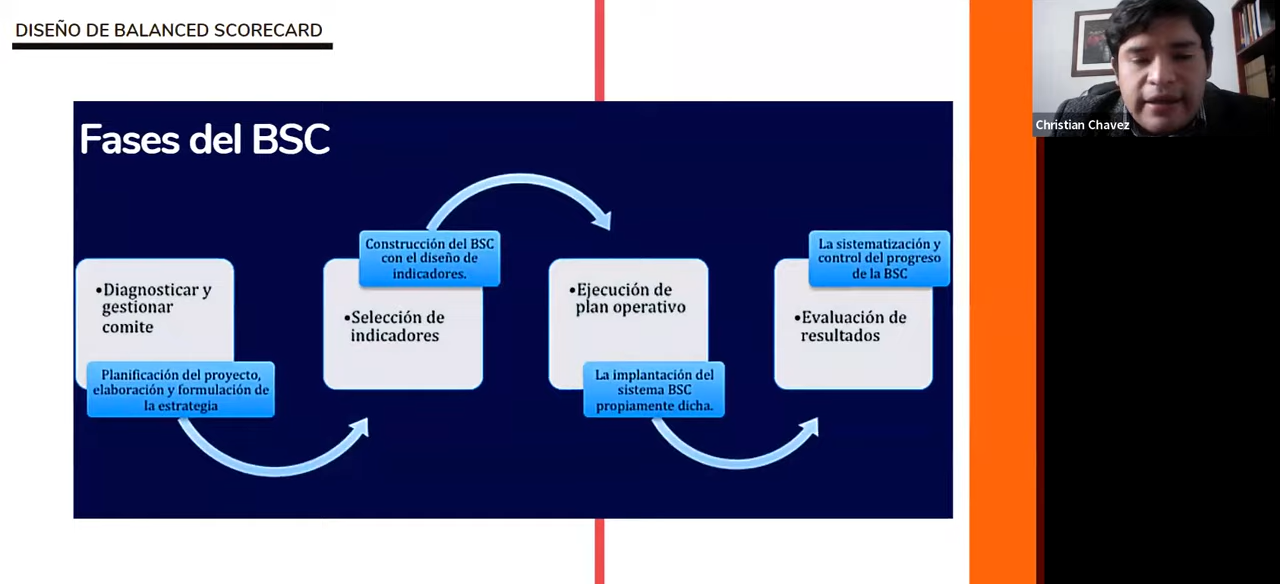 DISEÑO DE BALANCED SCORECARD
Christian Chavez
Fases del BSC
•Diagnosticar y
gestionar
comite
Planificación del proyecto,
elaboración y formulación de
la estrategia
Construcción del BSC
con el diseño de
indicadores.
•Selección de
indicadores
•Ejecución de
plan operativo
La implantación del
sistema BSC
propiamente dicha.
La sistematización y
control del progreso
de la BSC
•Evaluación de
resultados